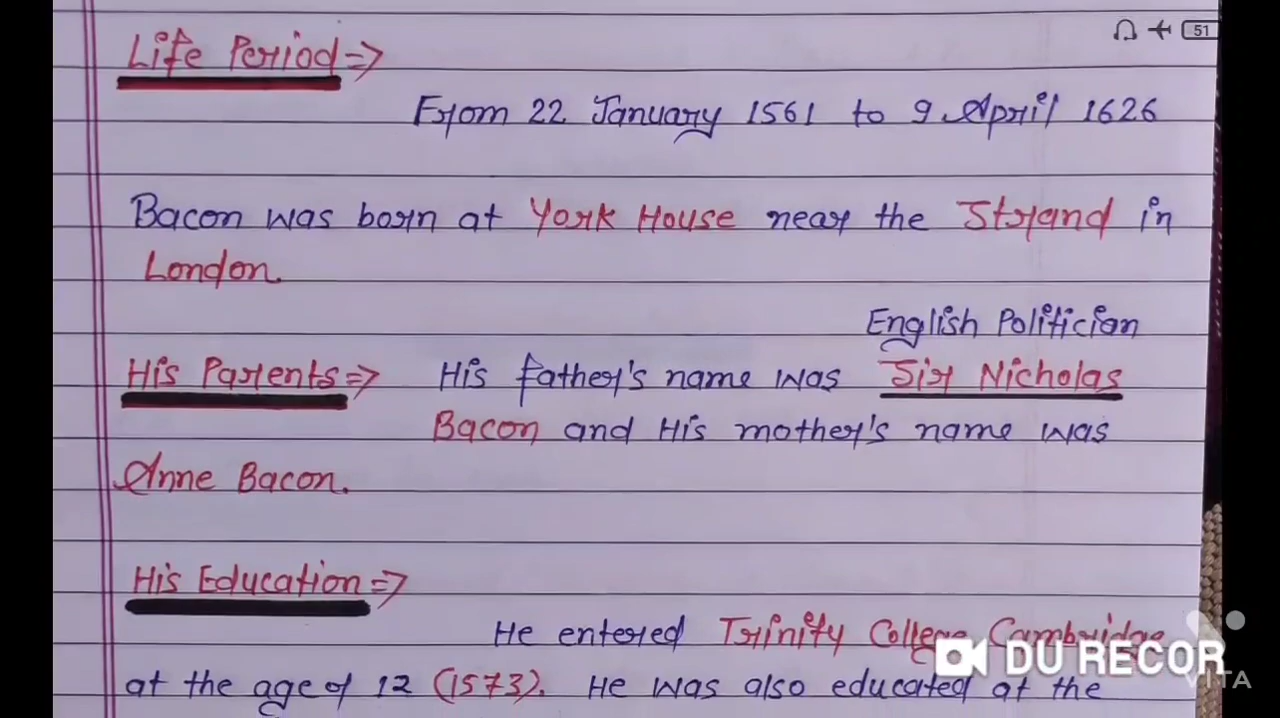 Life Period=>
51
From 22 January 1561 to 9 April 1626
Bacon was born at York House near the Strand in
London.
English Politician
His Parents=> His father's name was Sir Nicholas
Bacon and His mother's name was
Anne Bacon.
His Education=>
He entered Trinity College Cambridge
at the age of 12 (1573). He was also educated at the
DU RECOR
VITA